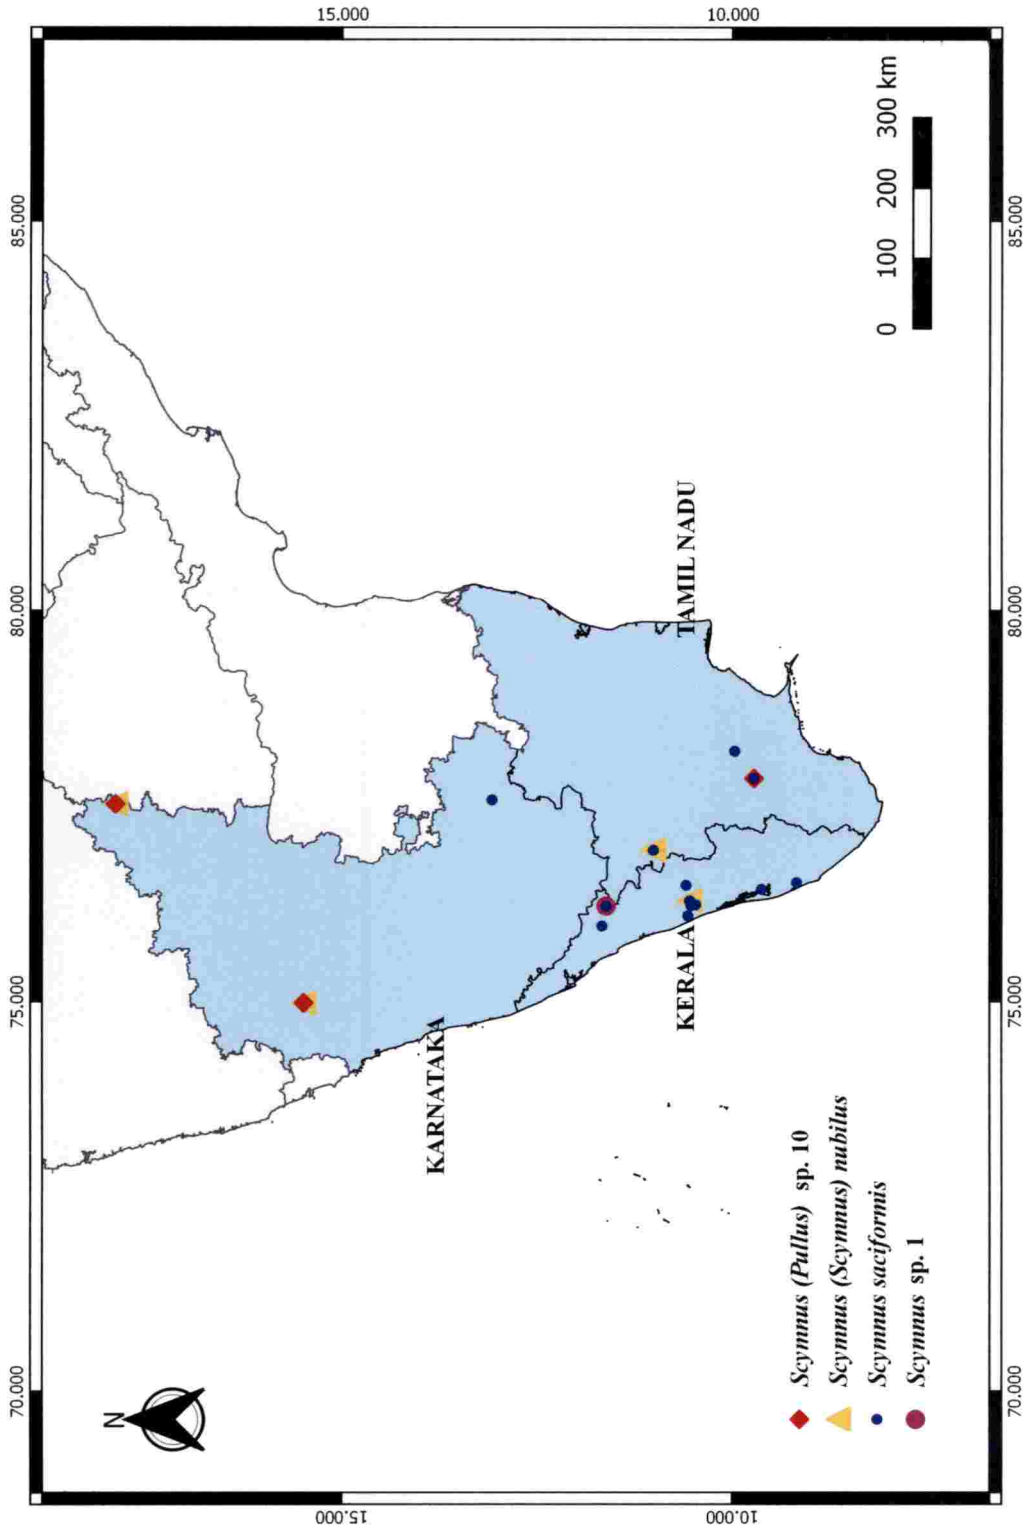 70.000 75.000 80.000 85.000
N
15.000
15.000
KARNATAKA
KERALA
TAMIL NADU
10.000
10.000
Scymnus (Pullus) sp. 10
Scymnus (Scymnus) nubilus
Scymnus saciformis
Scymnus sp. 1
0 100 200 300 km
70.000 75.000 80.000 85.000